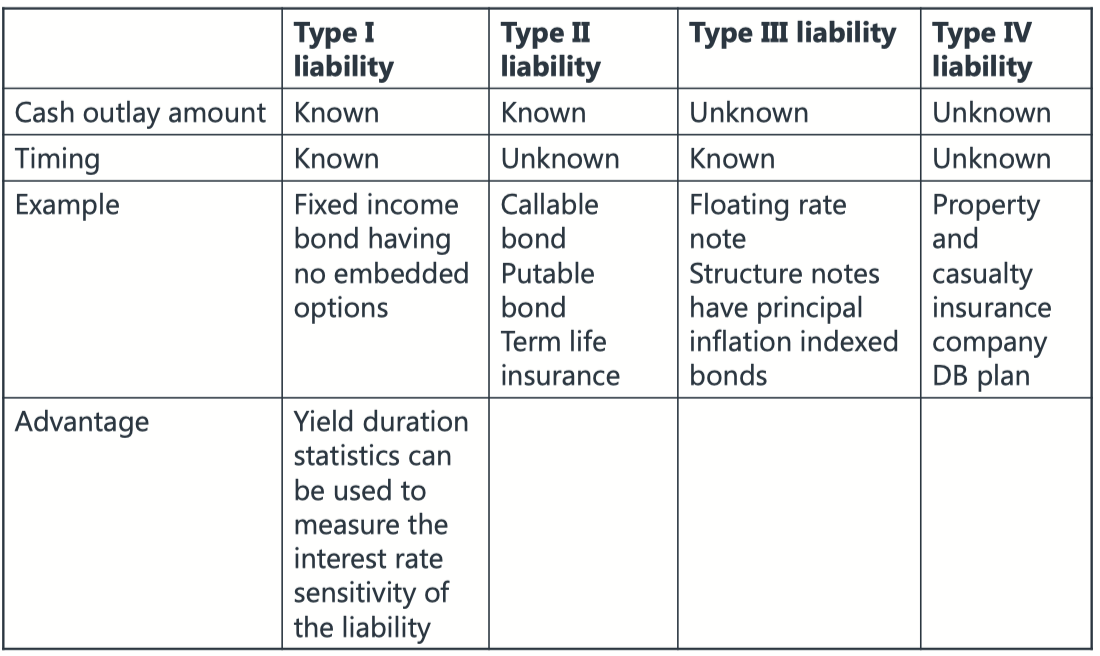 Type I
liability
Type II
liability
Type III liability
Type IV
liability
Cash outlay amount
Known
Known
Unknown
Unknown
Timing
Known
Unknown
Known
Unknown
Example
Fixed income
bond having
no embedded
options
Callable
bond
Putable
bond
Term life
insurance
Floating rate
note
Structure notes
have principal
inflation indexed
bonds
Property
and
casualty
insurance
company
DB plan
Advantage
Yield duration
statistics can
be used to
measure the
interest rate
sensitivity of
the liability